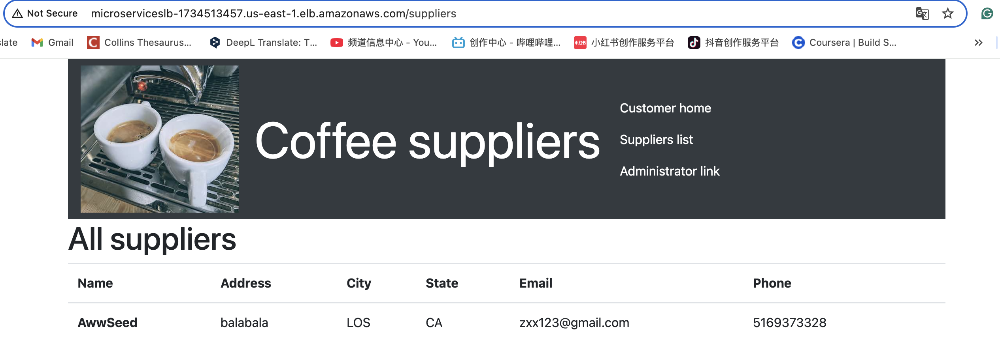 Not Secure microserviceslb-1734513457.us-east-1.elb.amazonaws.com/suppliers
slate Gmail Collins Thesaurus... DeepL Translate: T... 频道信息中心 - You... 创作中心 - 哔哩哔哩... 小红书 小红书创作服务平台 抖音创作服务平台 Coursera | Build S...
Coffee suppliers
Customer home
Suppliers list
Administrator link
All suppliers
Name Address City State Email Phone
AwwSeed balabala LOS CA zxx123@gmail.com 5169373328